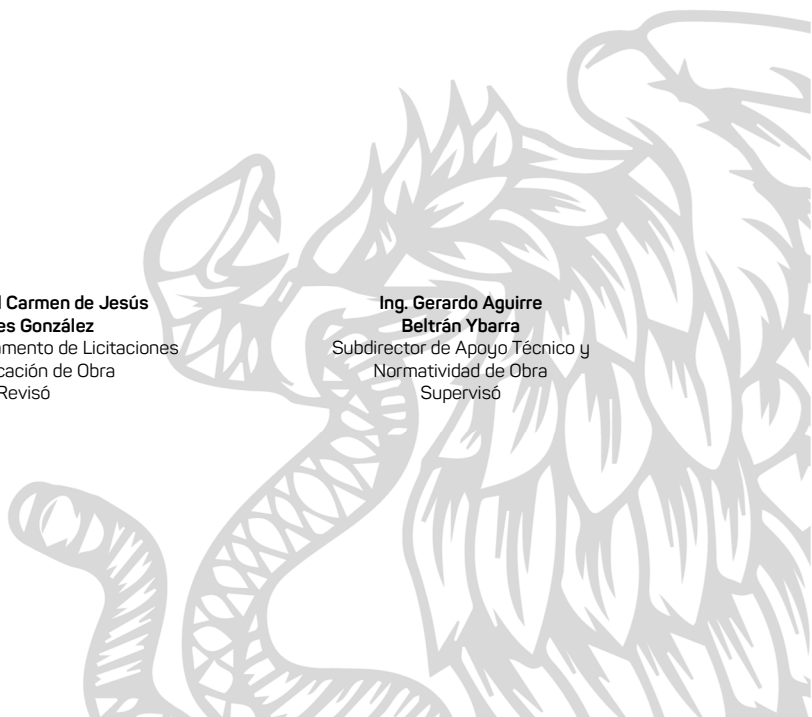 Carmen de Jesús
es González
amento de Licitaciones
cación de Obra
Revisó
Ing. Gerardo Aguirre
Beltrán Ybarra
Subdirector de Apoyo Técnico y
Normatividad de Obra
Supervisó